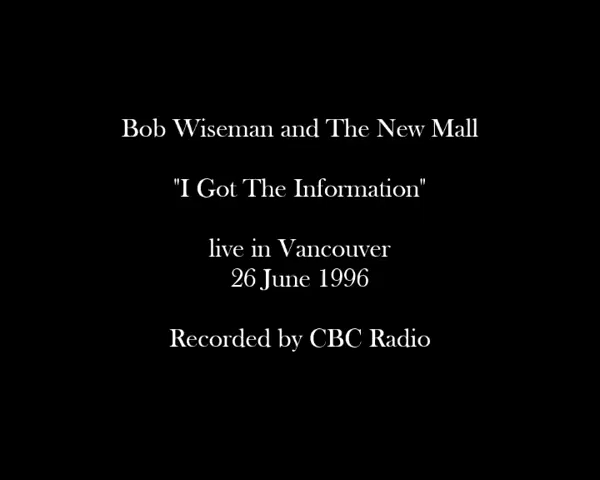 Bob Wiseman and The New Mall
"I Got The Information"
live in Vancouver
26 June 1996
Recorded by CBC Radio